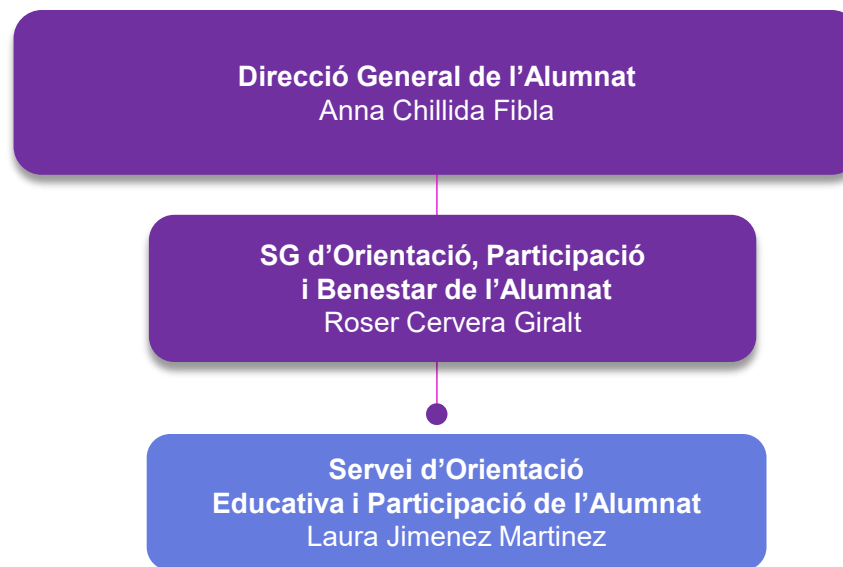 Direcció General de l’Alumnat
Anna Chillida Fibla
SG d’Orientació, Participació
i Benestar de l’Alumnat
Roser Cervera Giralt
Servei d’Orientació
Educativa i Participació de l’Alumnat
Laura Jimenez Martinez